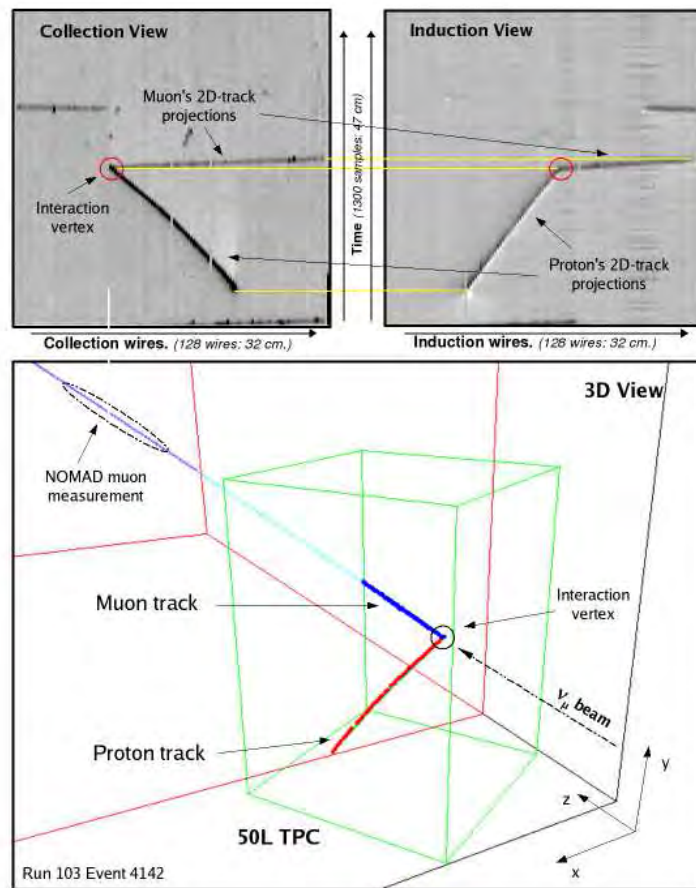 Collection View
Muon's 2D-track
projections
Interaction
vertex
Time (1300 samples: 47 cm)
Induction View
Proton's 2D-track
projections
Collection wires. (128 wires: 32 cm.)
Induction wires. (128 wires: 32 cm.)
3D View
NOMAD muon
measurement
Muon track
Interaction
vertex
νμ beam
Proton track
50L TPC
y
z
x
Run 103 Event 4142